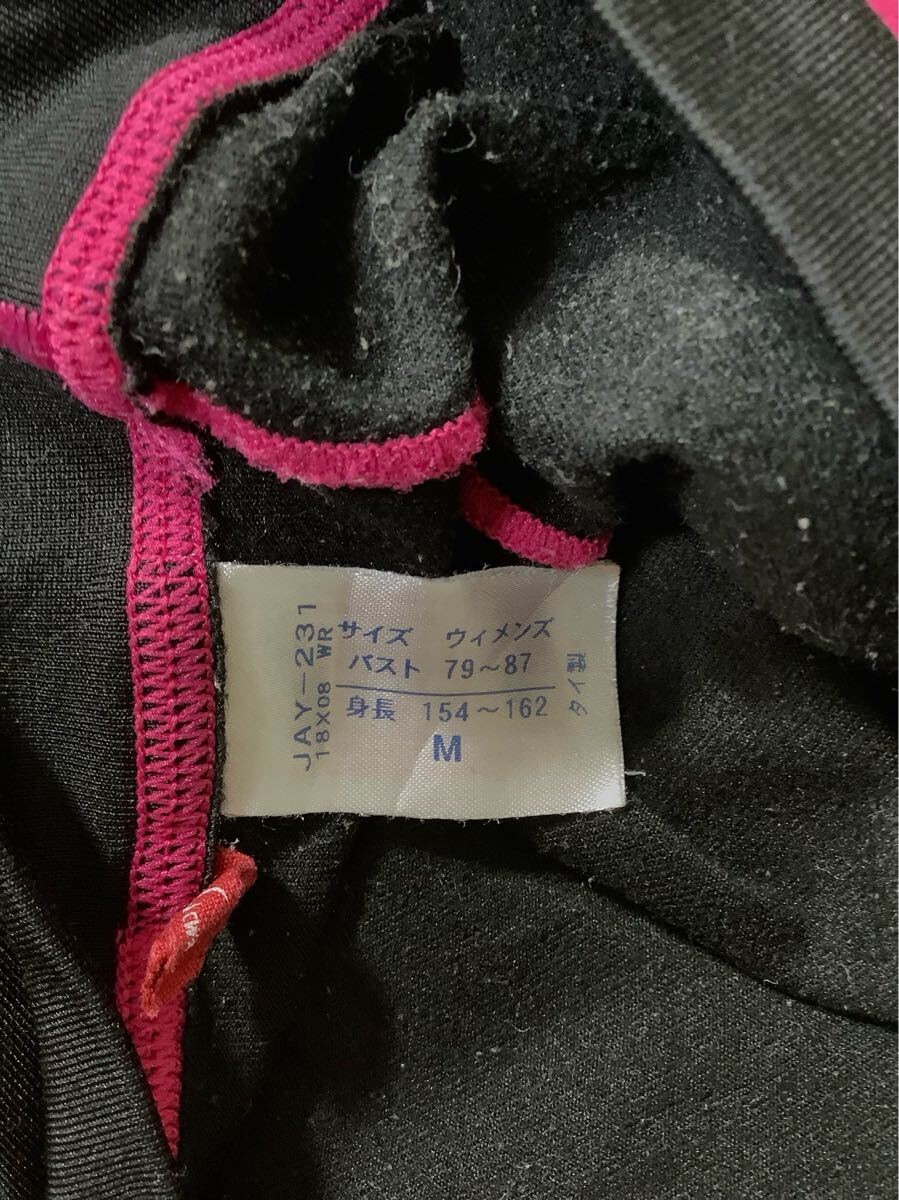 サイズ ウィメンズ
バスト 79～87
身長 154～162
M
タイ製
JAY-231
18X08 WR